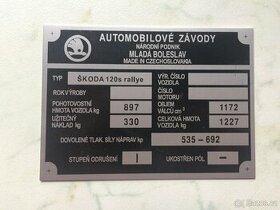 AUTOMOBILOVÉ ZÁVODY
NÁRODNÍ PODNIK
MLADÁ BOLESLAV
MADE IN CZECHOSLOVAKIA
TYP ŠKODA 120s rallye VÝR. ČÍSLO VOZIDLA
ROK VÝROBY ČÍSLO MOTORU
POHOTOVOSTNÍ HMOTA VOZIDLA kg 897 OBJEM VÁLCŮ cm³ 1172
UŽITEČNÝ NÁKLAD kg 330 CELKOVÁ HMOTA VOZIDLA kg 1227
DOVOLENÉ TLAK. SÍLY NÁPRAV kg 535 – 692
STUPEŇ ODRUŠENÍ I UKOSTŘEN PÓL –